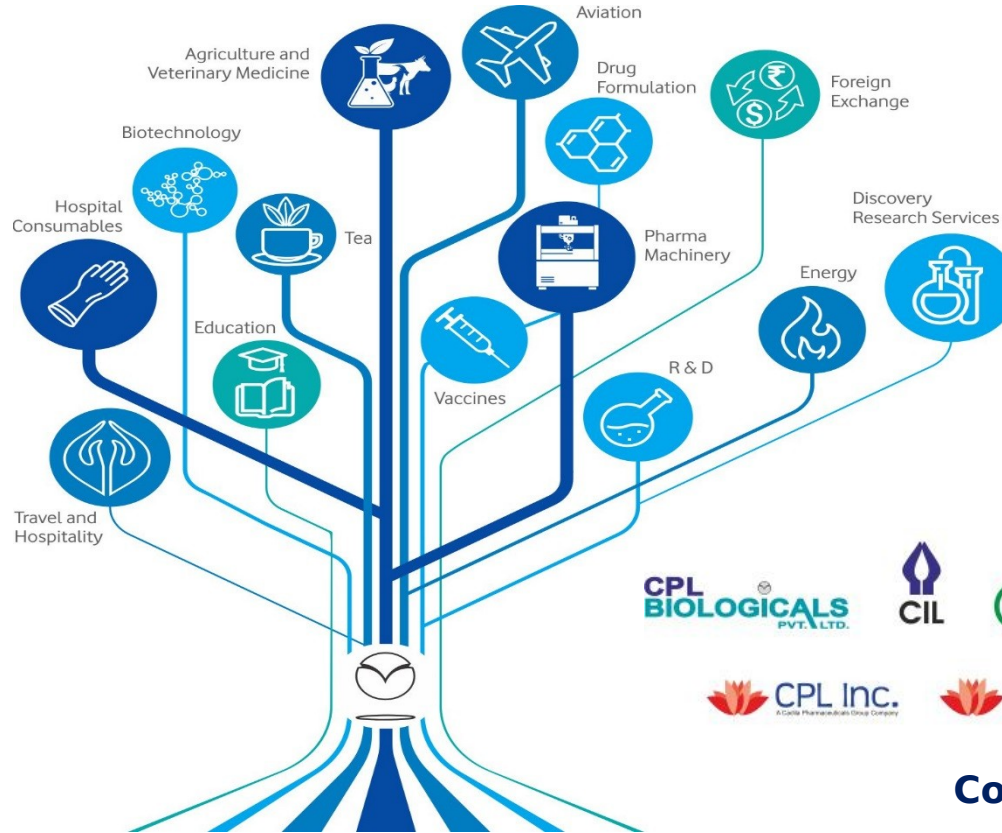 Aviation
Agriculture and
Veterinary Medicine
Drug
Formulation
Foreign
Exchange
Biotechnology
Hospital
Consumables
Tea
Pharma
Machinery
Discovery
Research Services
Energy
Education
Vaccines
R & D
Travel and
Hospitality
CPL
BIOLOGICALS
PVT. LTD.
CIL
CPL Inc.
A Cadila Pharmaceuticals Group Company
Co